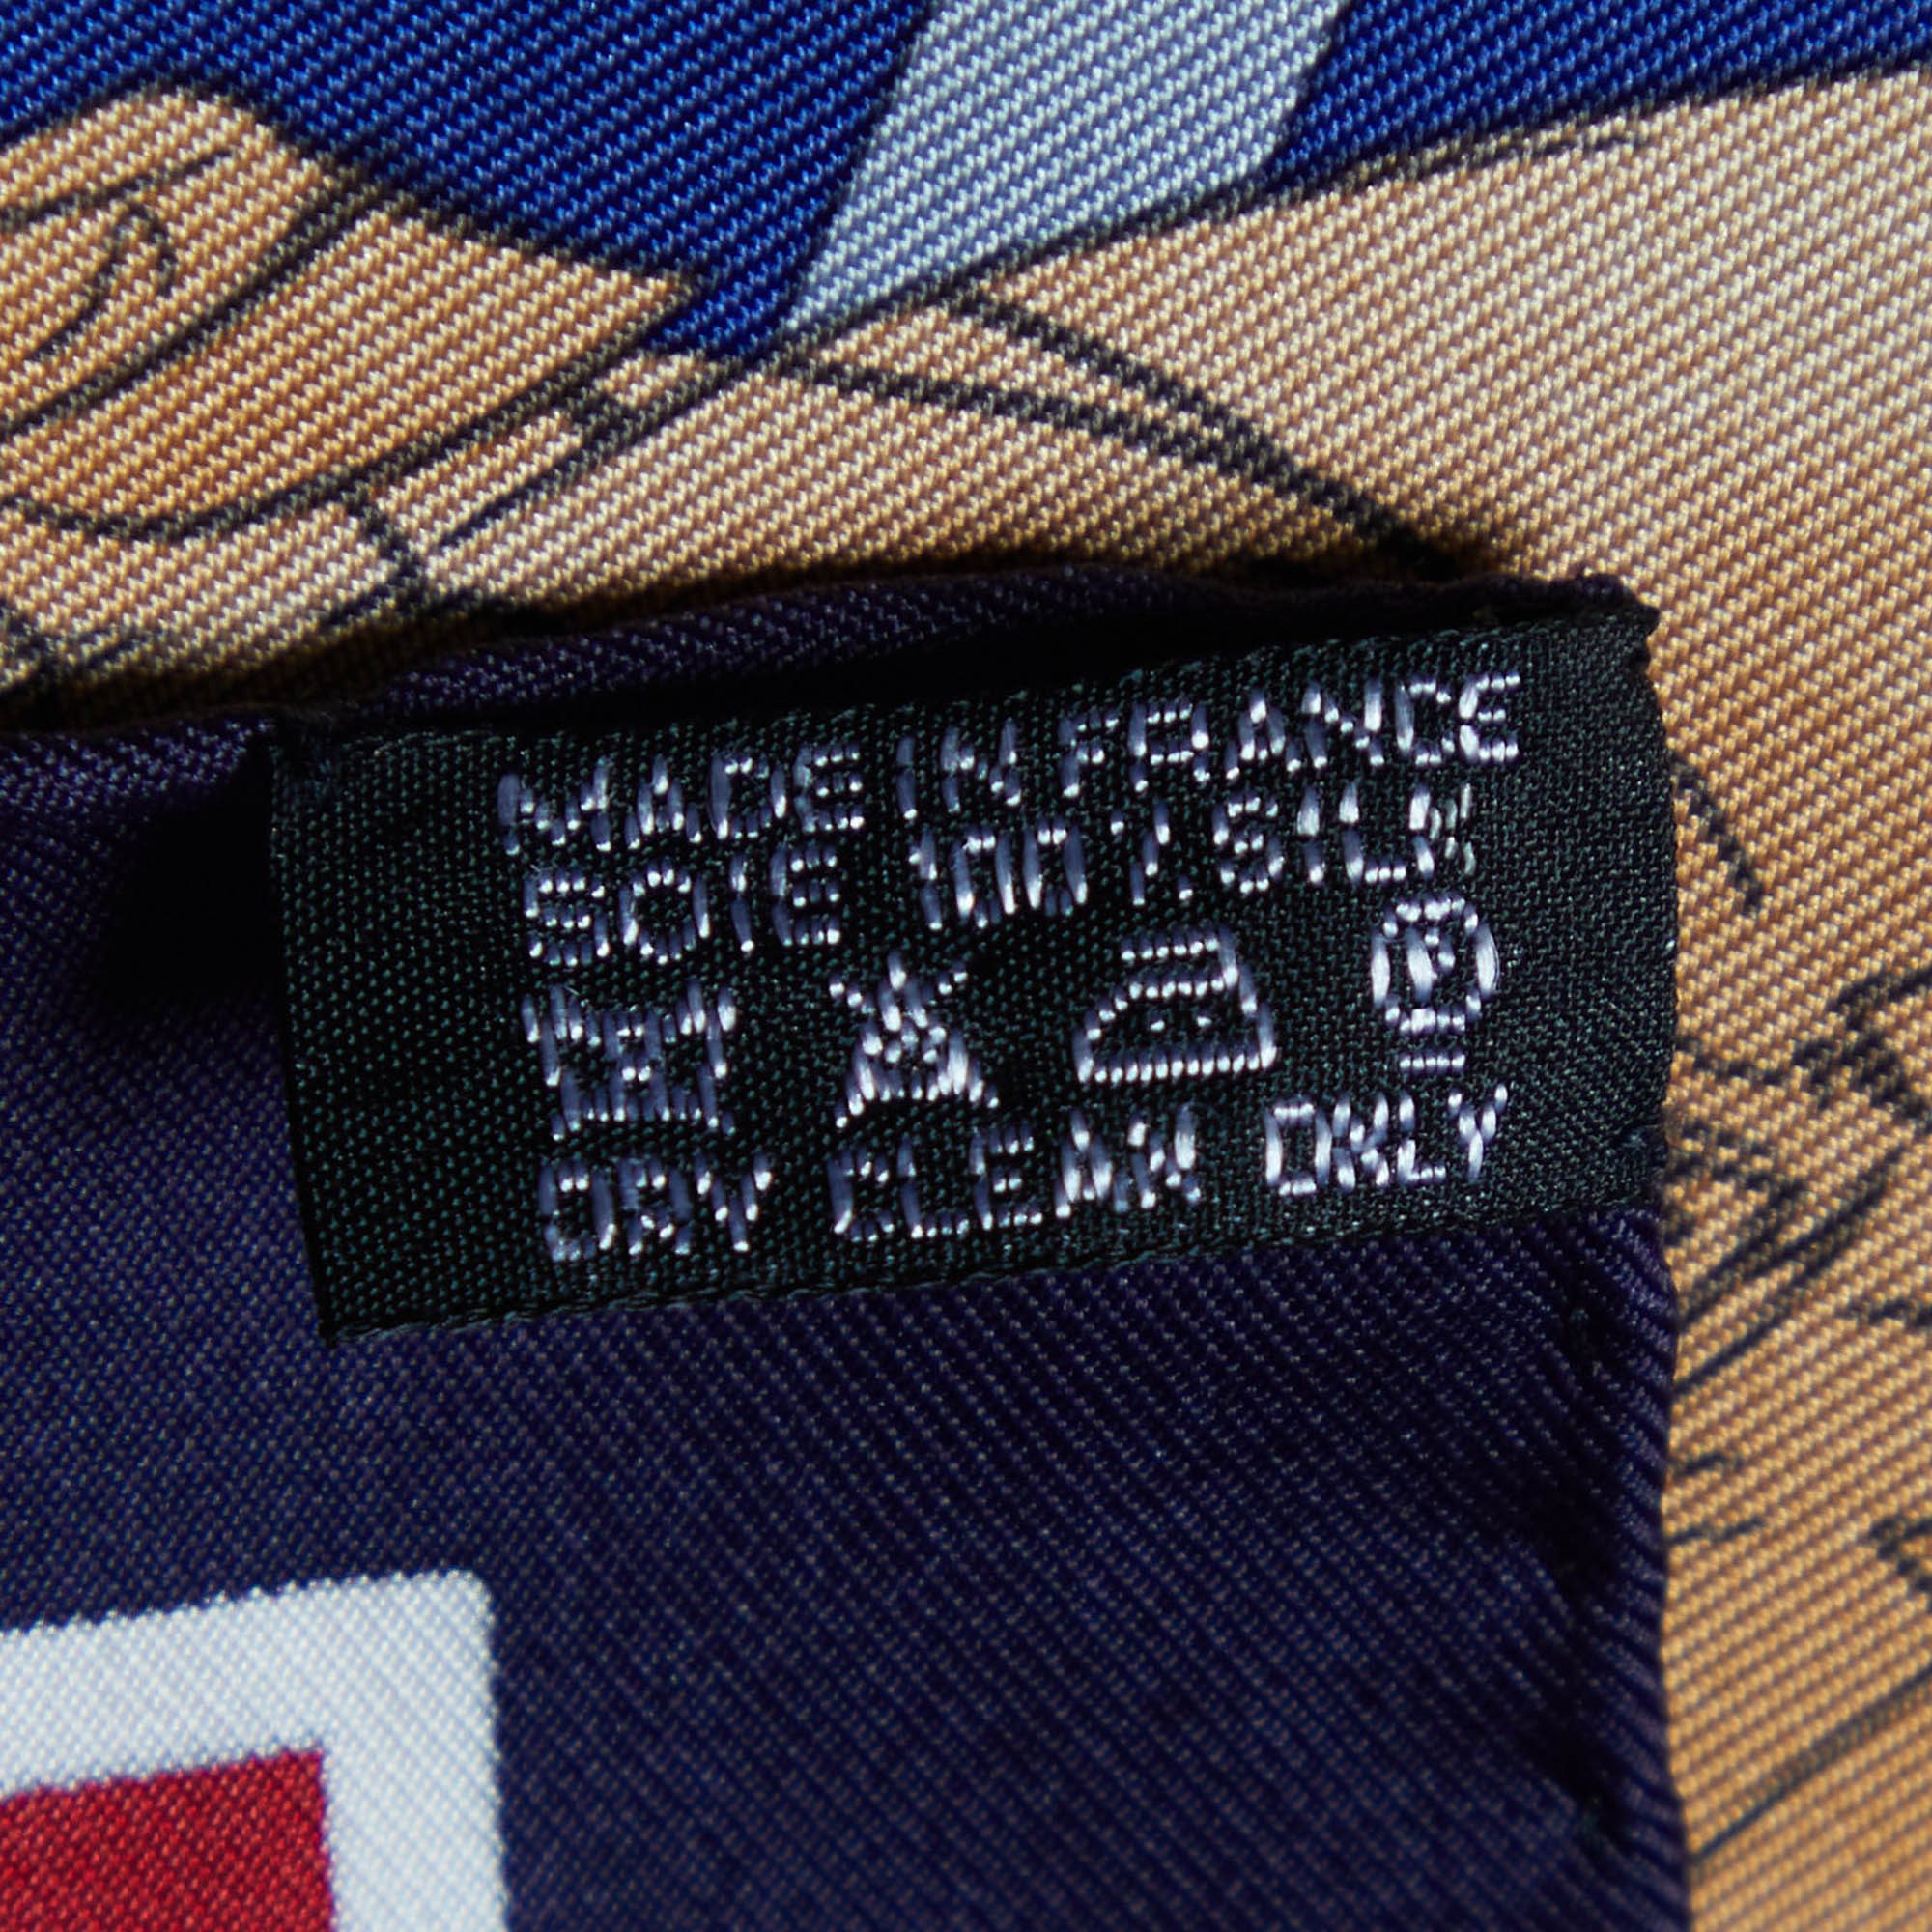 MADE IN FRANCE
SOIE 100% SILK
P
DRY CLEAN ONLY